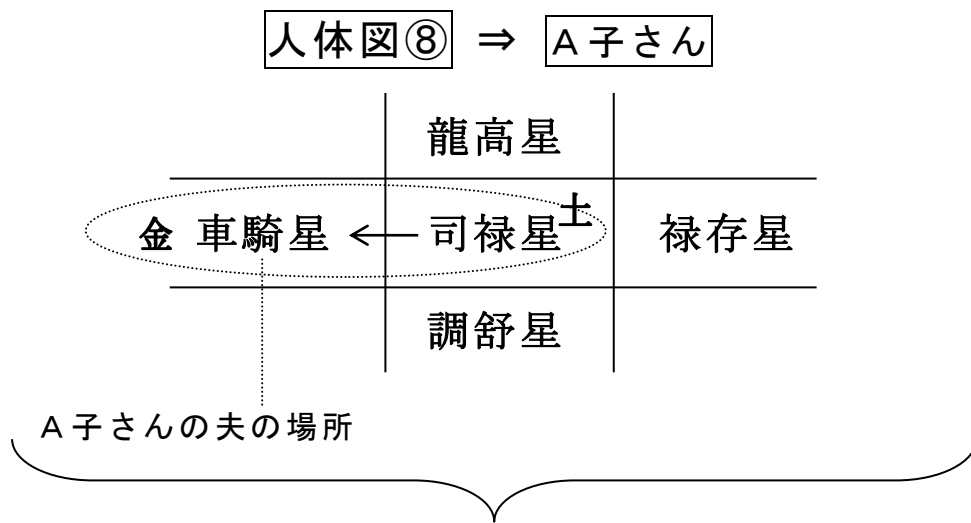 人体図⑧ ⇒ A子さん
龍高星
金 車騎星 ← 司禄星土 禄存星
調舒星
A子さんの夫の場所